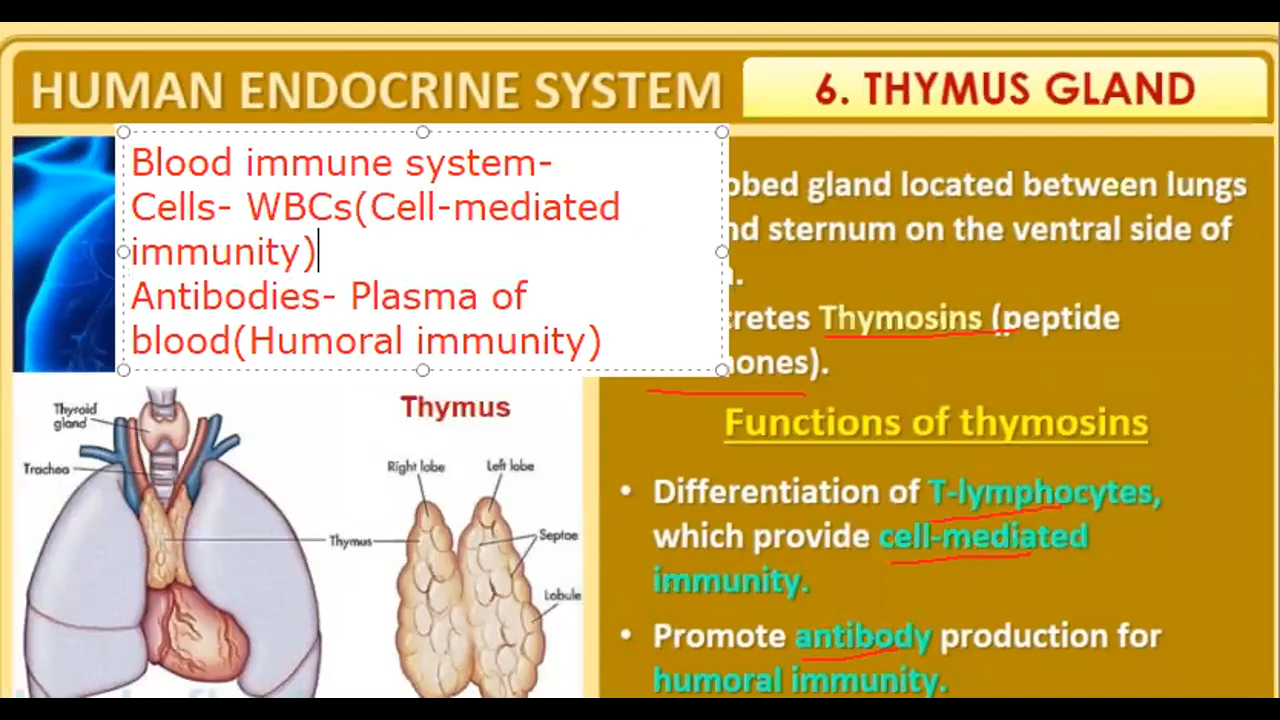 HUMAN ENDOCRINE SYSTEM
6. THYMUS GLAND
Blood immune system-
Cells- WBCs(Cell-mediated
immunity)
Antibodies- Plasma of
blood(Humoral immunity)
obed gland located between lungs
nd sternum on the ventral side of
cretes Thymosins (peptide
ones).
Functions of thymosins
• Differentiation of T-lymphocytes,
which provide cell-mediated
immunity.
• Promote antibody production for
humoral immunity.
Thyroid
gland
Trachea
Thymus
Thymus
Right lobe
Left lobe
Septae
Lobule